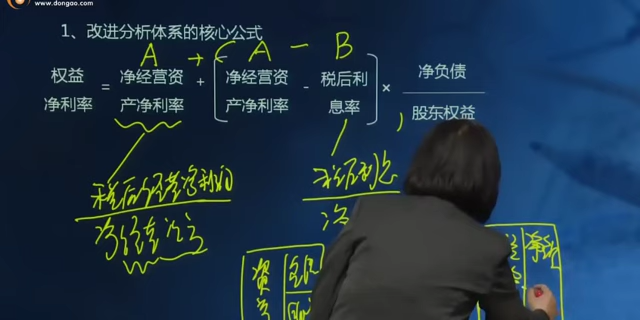 www.dongao.com
1、改进分析体系的核心公式
A + ( A - B
权益净利率 = 净经营资产净利率 + [ 净经营资产净利率 - 税后利息率 ] × 净负债 / 股东权益
税后经营净利润
税后利息
净经营资产
净
资
金